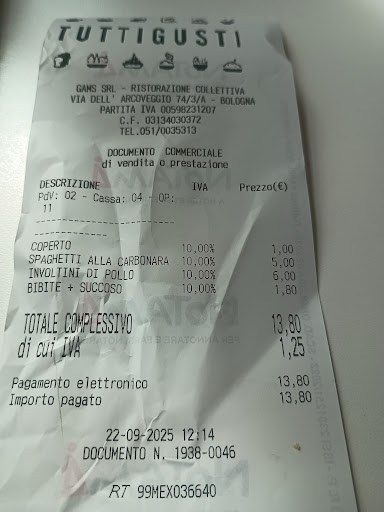 TUTTIGUSTI
GAMS SRL - RISTORAZIONE COLLETTIVA
VIA DELL' ARCOVEGGIO 74/3/A - BOLOGNA
PARTITA IVA 00598231207
C.F. 03134030372
TEL.051/0035313
DOCUMENTO COMMERCIALE
di vendita o prestazione
DESCRIZIONE IVA Prezzo(€)
PdV: 02 - Cassa: 04 - OP:
11
COPERTO 10,00% 1,00
SPAGHETTI ALLA CARBONARA 10,00% 5,00
INVOLTINI DI POLLO 10,00% 6,00
BIBITE + SUCCOSO 10,00% 1,80
TOTALE COMPLESSIVO 13,80
di cui IVA 1,25
Pagamento elettronico 13,80
Importo pagato 13,80
22-09-2025 12:14
DOCUMENTO N. 1938-0046
RT 99MEX036640